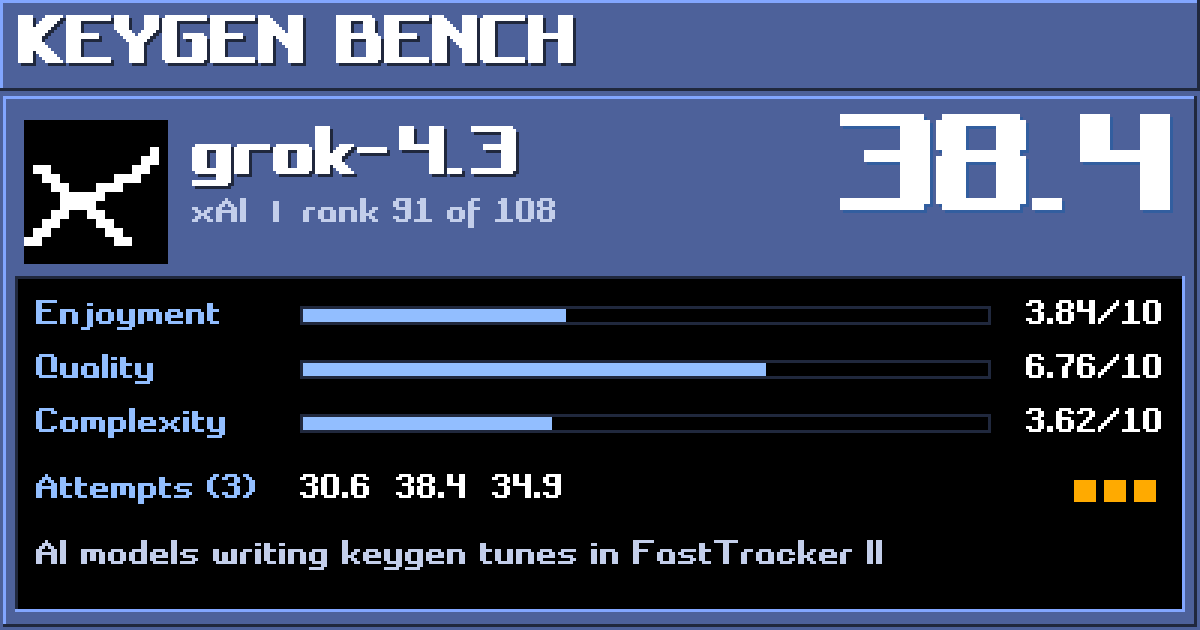 KEYGEN BENCH
grok-4.3
38.4
xAI | rank 91 of 108
Enjoyment 3.84/10
Quality 6.76/10
Complexity 3.62/10
Attempts (3) 30.6 38.4 34.9
AI models writing keygen tunes in FastTracker II